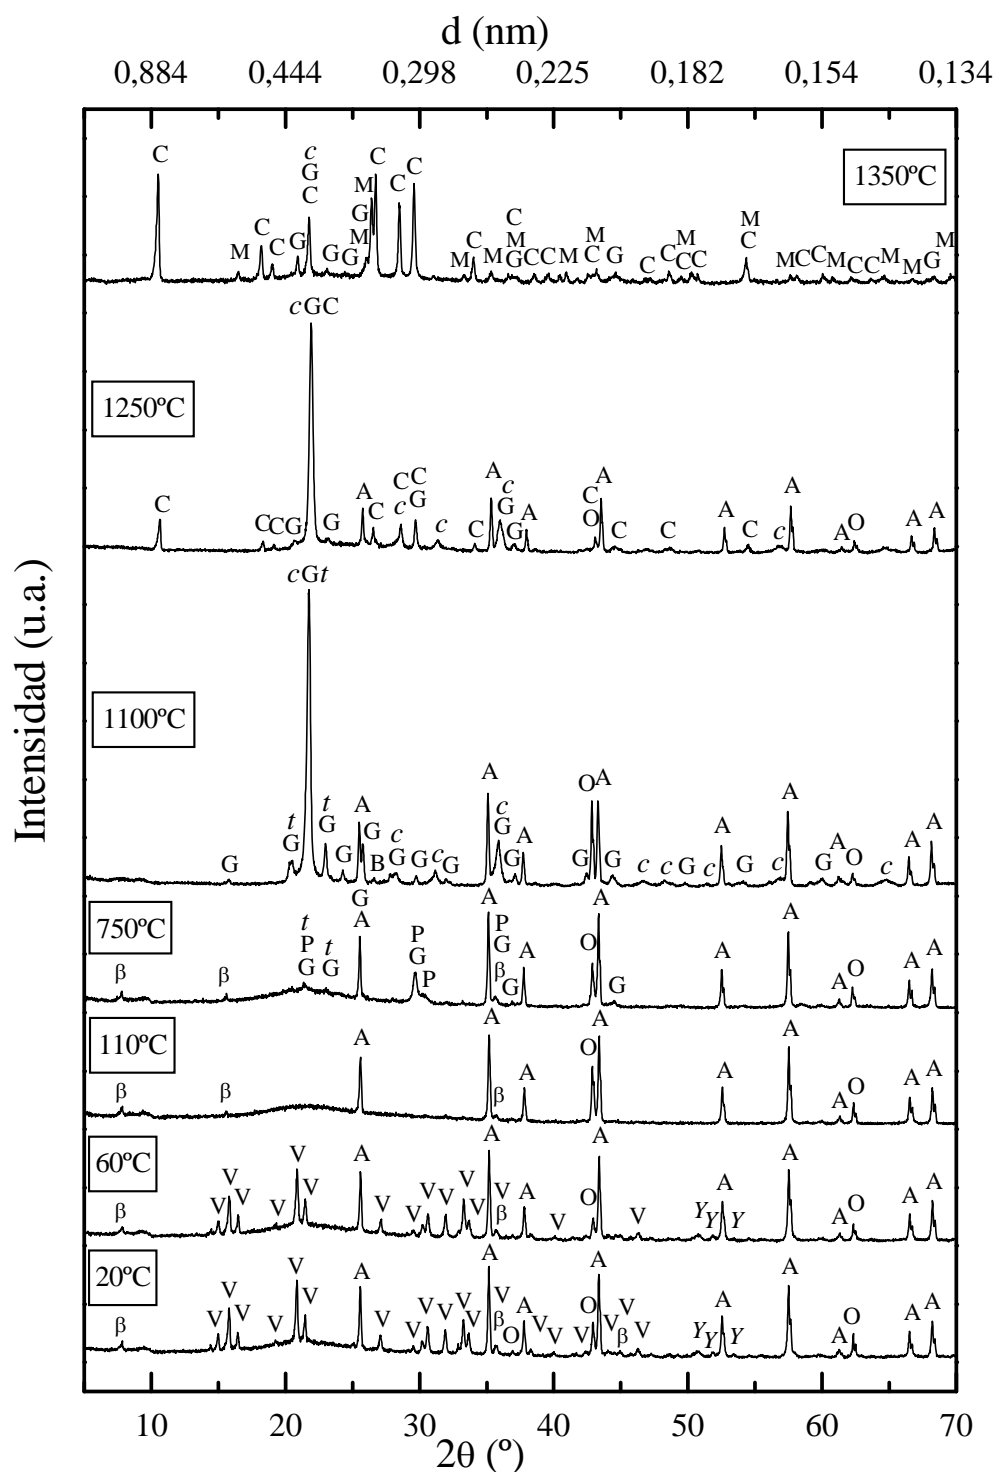 d (nm)
0,884 0,444 0,298 0,225 0,182 0,154 0,134
1350ºC
C M C C G c G C G G M G M C C C M C M C M G C C M M C G C C M C C M C M C C M C C M M G M
1250ºC
C C C G c G C G A C C c C G c C A c G G A C O A C C A C c A A O A A
1100ºC
G t G c G t t G G A G B c G G c G A c G G A G O A G c c G c A G c A G A O c A A
750ºC
β β t P G t G G A P G P A P G β G A O A G A A A O A A
110ºC
β β A A β A O A A A A O A A
60ºC
β V V V V V V A V V V V V V A V β A V O A V Y Y A Y A A O A A
20ºC
β V V V V V V A V V V V V V A V β O A V V O A V V β V Y Y A Y A A O A A
Intensidad (u.a.)
10 20 30 40 50 60 70
2θ (º)